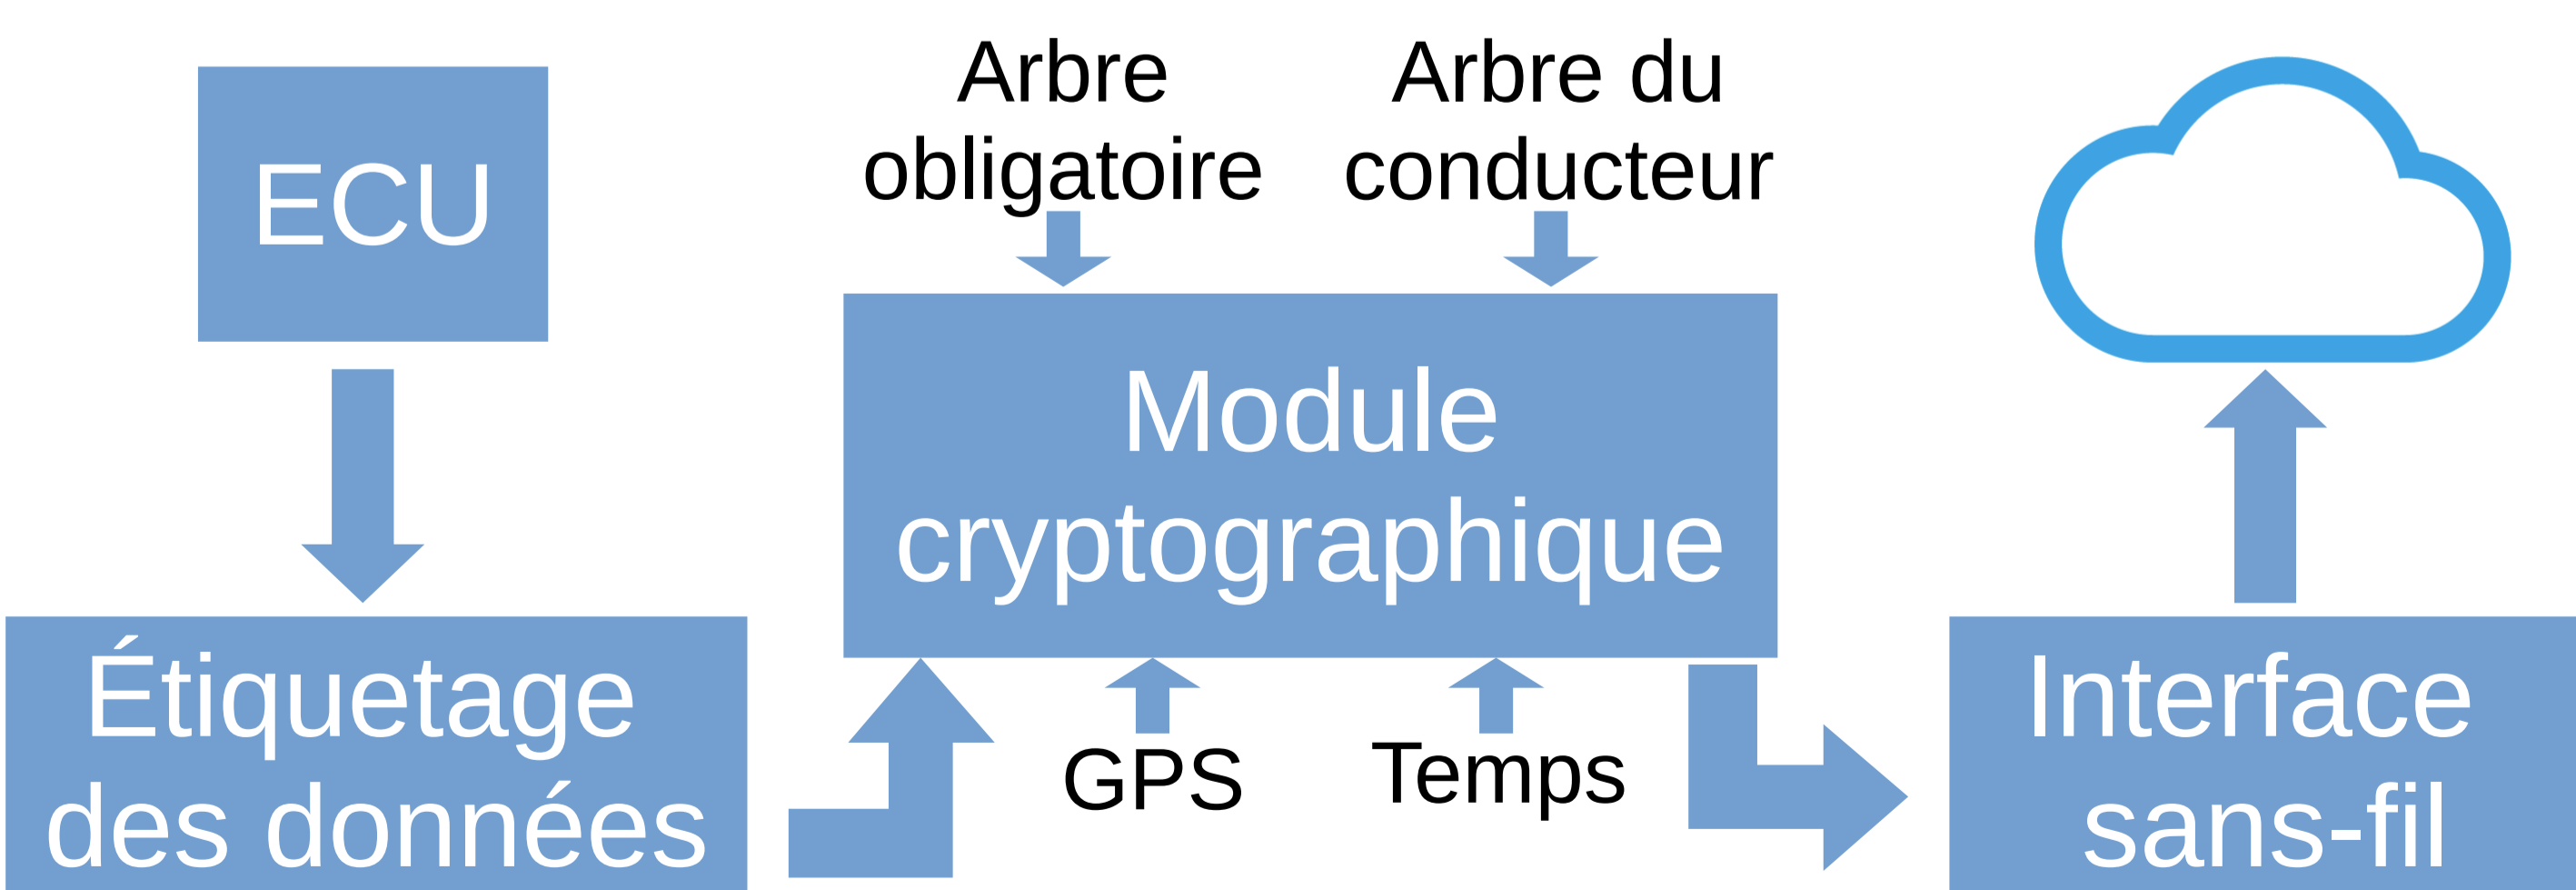 ECU
Étiquetage
des données
Arbre
obligatoire
Arbre du
conducteur
Module
cryptographique
GPS
Temps
Interface
sans-fil